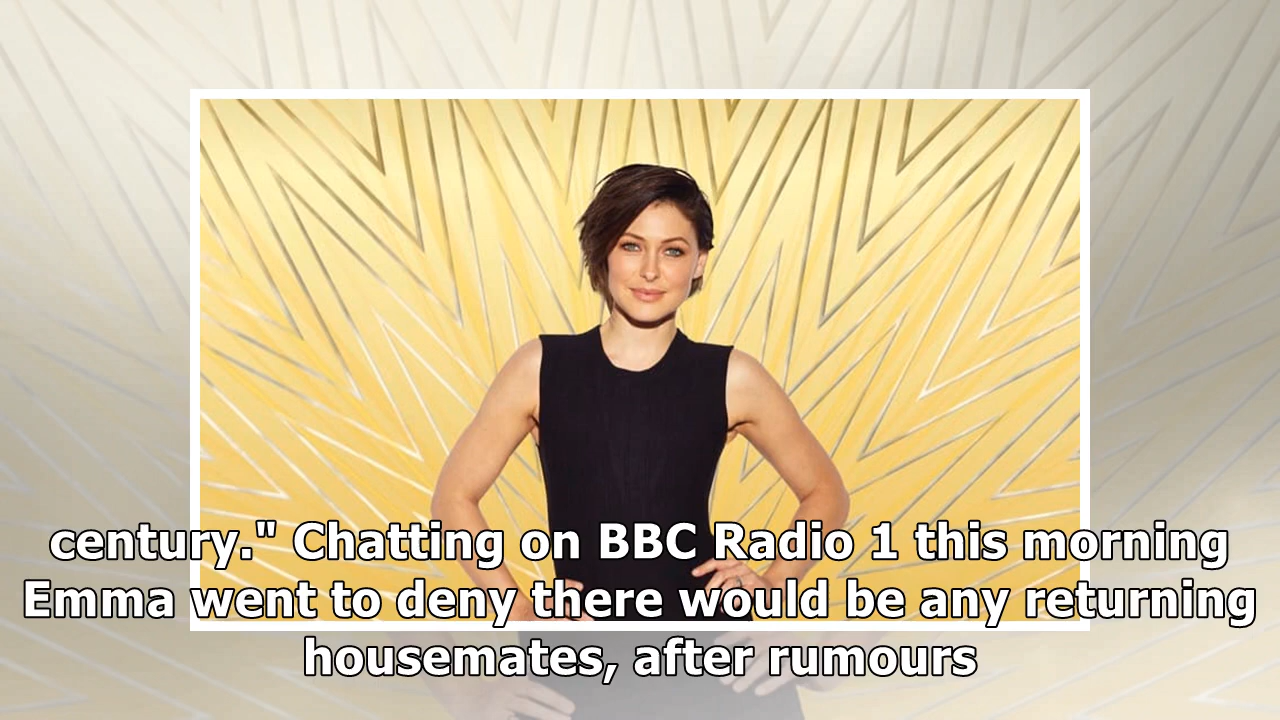 century." Chatting on BBC Radio 1 this morning
Emma went to deny there would be any returning
housemates, after rumours